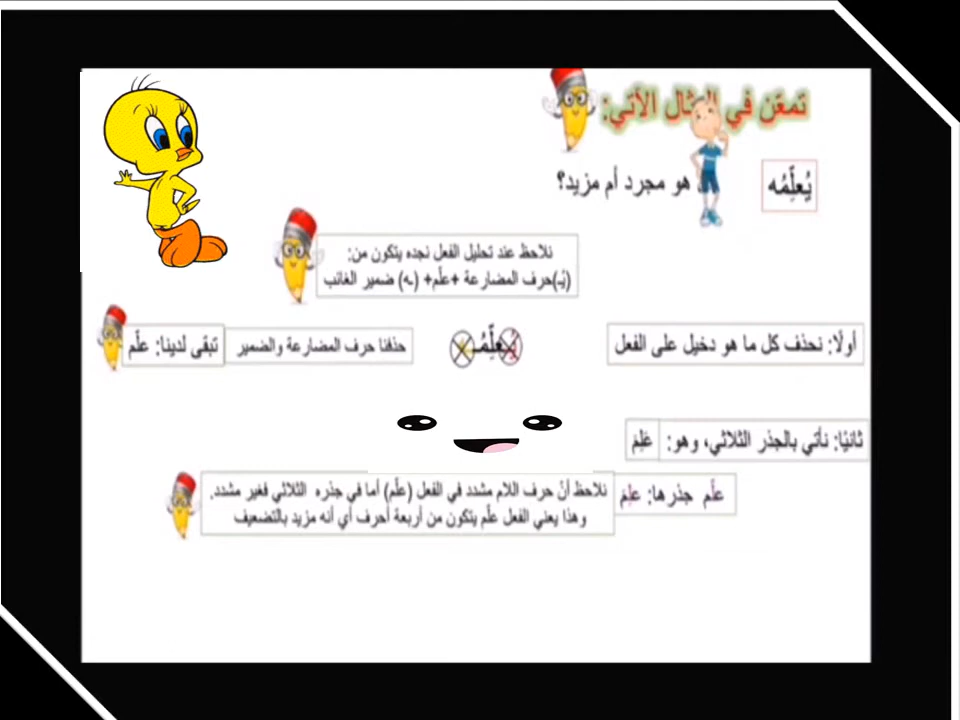 تمعّن في المثال الآتي:
يُعلِّمُه
هو مجرد أم مزيد؟
نلاحظ عند تحليل الفعل نجده يتكون من:
(يُـ)حرف المضارعة +علّم+ (ـه) ضمير الغائب
أولًا: نحذف كل ما هو دخيل على الفعل
يُعلِّمُـه
حذفنا حرف المضارعة والضمير
تبقى لدينا: علّم
ثانيًا: نأتي بالجذر الثلاثي، وهو: عَلِمَ
علّم جذرها: عَلِمَ
نلاحظ أنّ حرف اللام مشدد في الفعل (علّم) أما في جذره الثلاثي فغير مشدد.
وهذا يعني الفعل علّم يتكون من أربعة أحرف أي أنه مزيد بالتضعيف